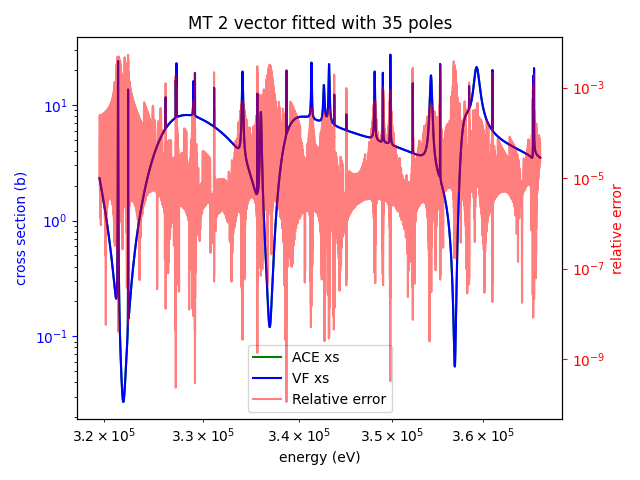 MT 2 vector fitted with 35 poles
cross section (b)
10¹
10⁰
10⁻¹
10⁻³
10⁻⁵
10⁻⁷
10⁻⁹
relative error
ACE xs
VF xs
Relative error
3.2 × 10⁵ 3.3 × 10⁵ 3.4 × 10⁵ 3.5 × 10⁵ 3.6 × 10⁵
energy (eV)